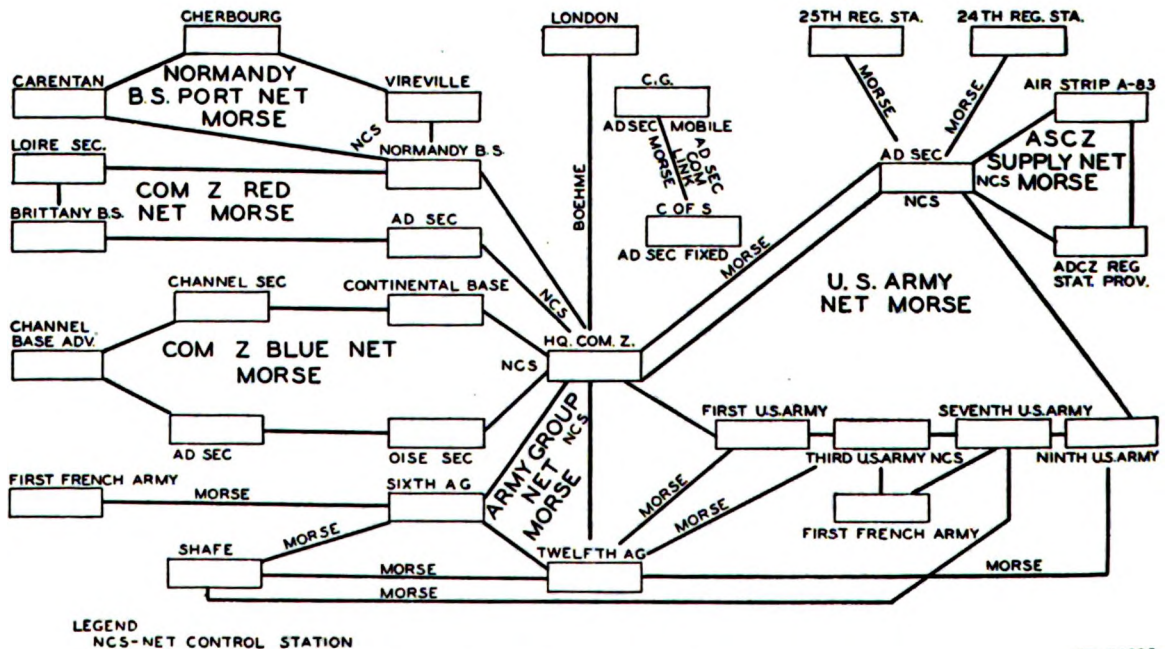 CHERBOURG
LONDON
25TH REG. STA.
24TH REG. STA.
CARENTAN
NORMANDY
B.S. PORT NET
MORSE
VIREVILLE
C.G.
AD SEC MOBILE
MORSE
MORSE
AIR STRIP A-83
NCS
LOIRE SEC.
NORMANDY B.S.
AD SEC
COM
LINK
MORSE
AD SEC
NCS
NCS
ASCZ
SUPPLY NET
MORSE
COM Z RED
NET MORSE
BOEHME
BRITTANY B.S.
AD SEC
C OF S
AD SEC FIXED
MORSE
ADCZ REG
STAT. PROV.
U.S. ARMY
NET MORSE
CHANNEL SEC
CONTINENTAL BASE
NCS
CHANNEL
BASE ADV.
COM Z BLUE NET
MORSE
HQ. COM. Z.
NCS
AD SEC
OISE SEC
ARMY GROUP
NET
MORSE
NCS
FIRST U.S. ARMY
SEVENTH U.S. ARMY
THIRD U.S. ARMY NCS
NINTH U.S. ARMY
FIRST FRENCH ARMY
MORSE
SIXTH AG
MORSE
MORSE
FIRST FRENCH ARMY
SHAFE
MORSE
MORSE
MORSE
TWELFTH AG
MORSE
LEGEND
NCS-NET CONTROL STATION